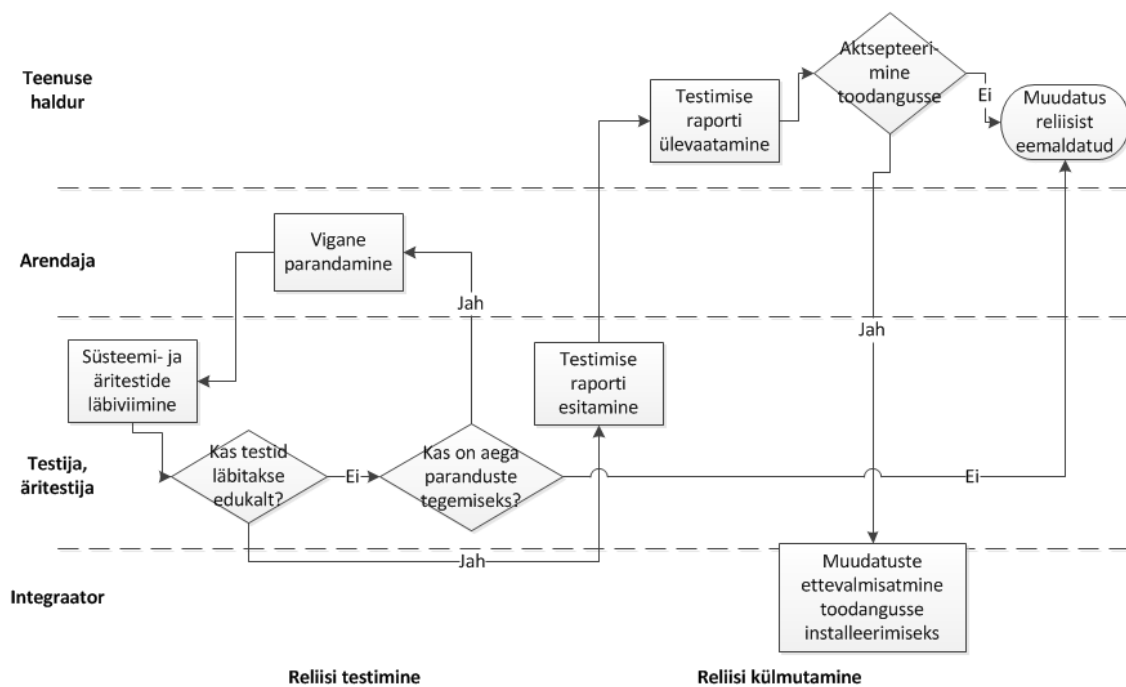 Teenuse
haldur
Testimise
raporti
ülevaatamine
Aktsepteeri-
mine
toodangusse
Ei
Muudatus
reliisist
eemaldatud
Arendaja
Vigane
parandamine
Jah
Jah
Testija,
äritestija
Süsteemi- ja
äritestide
läbiviimine
Kas testid
läbitakse
edukalt?
Ei
Kas on aega
paranduste
tegemiseks?
Testimise
raporti
esitamine
Ei
Jah
Integraator
Muudatuste
ettevalmisatmine
toodangusse
installeerimiseks
Reliisi testimine
Reliisi külmutamine